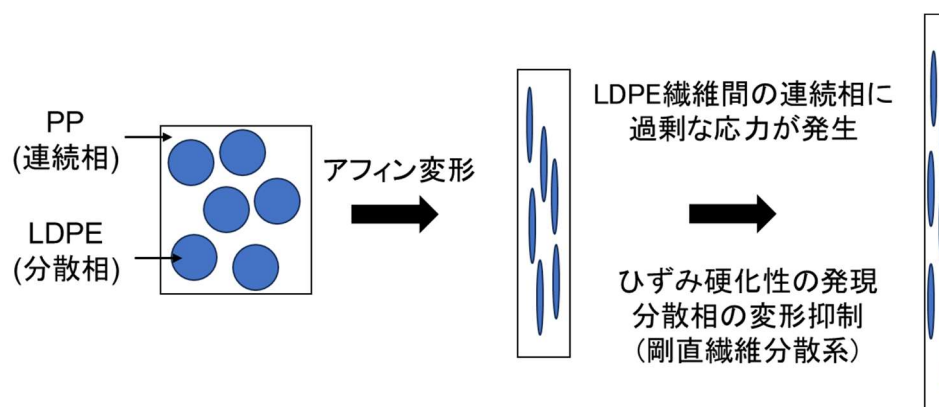 PP
(連続相)
LDPE
(分散相)
アフィン変形
LDPE繊維間の連続相に
過剰な応力が発生
ひずみ硬化性の発現
分散相の変形抑制
(剛直繊維分散系)